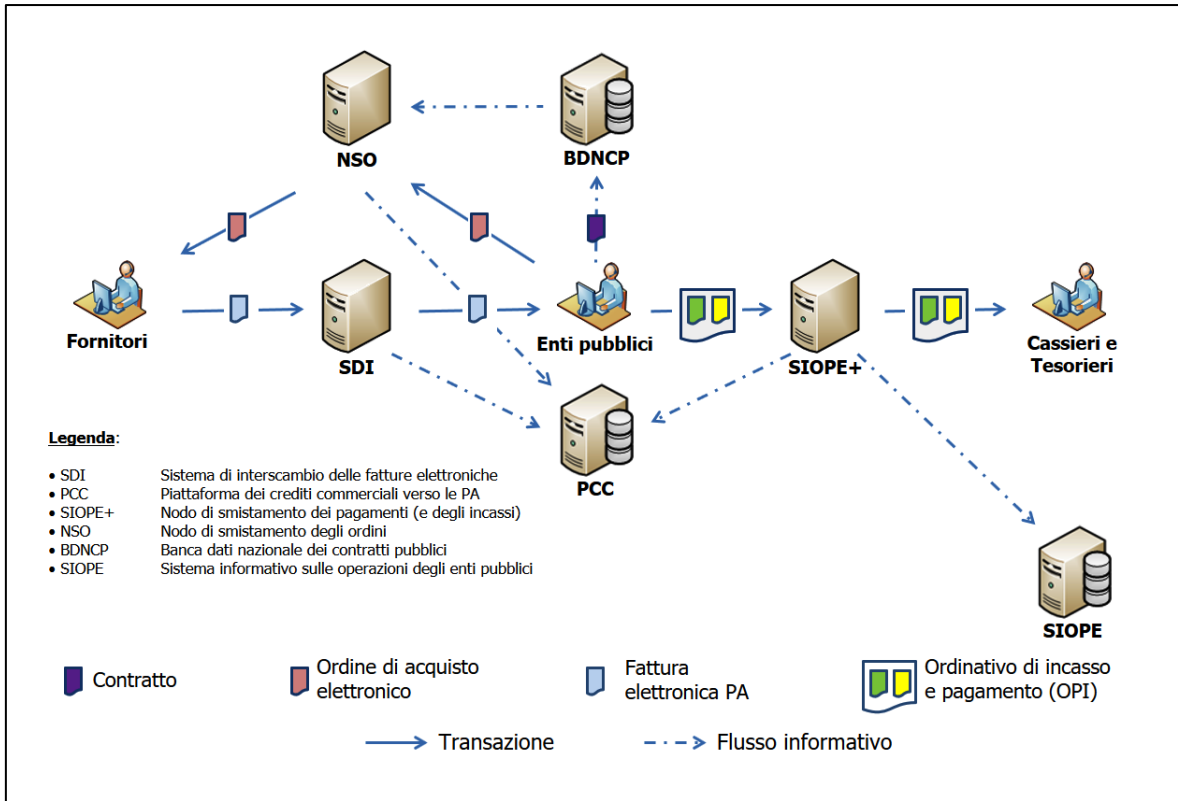 NSO
BDNCP
Fornitori
SDI
Enti pubblici
SIOPE+
Cassieri e
Tesorieri
PCC
Legenda:
• SDI Sistema di interscambio delle fatture elettroniche
• PCC Piattaforma dei crediti commerciali verso le PA
• SIOPE+ Nodo di smistamento dei pagamenti (e degli incassi)
• NSO Nodo di smistamento degli ordini
• BDNCP Banca dati nazionale dei contratti pubblici
• SIOPE Sistema informativo sulle operazioni degli enti pubblici
SIOPE
Contratto
Ordine di acquisto
elettronico
Fattura
elettronica PA
Ordinativo di incasso
e pagamento (OPI)
Transazione
Flusso informativo